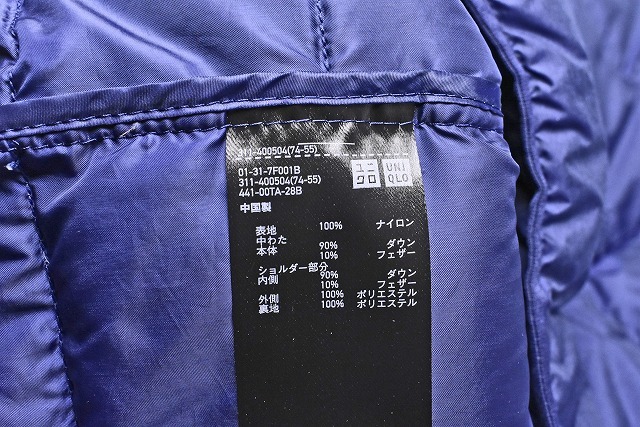 311-400504(74-55)
01-31-7F001B
311-400504(74-55)
441-00TA-28B
ユニクロ
UNIQLO
中国製
表地 100% ナイロン
中わた
本体 90% ダウン
10% フェザー
ショルダー部分
内側 90% ダウン
10% フェザー
外側 100% ポリエステル
裏地 100% ポリエステル